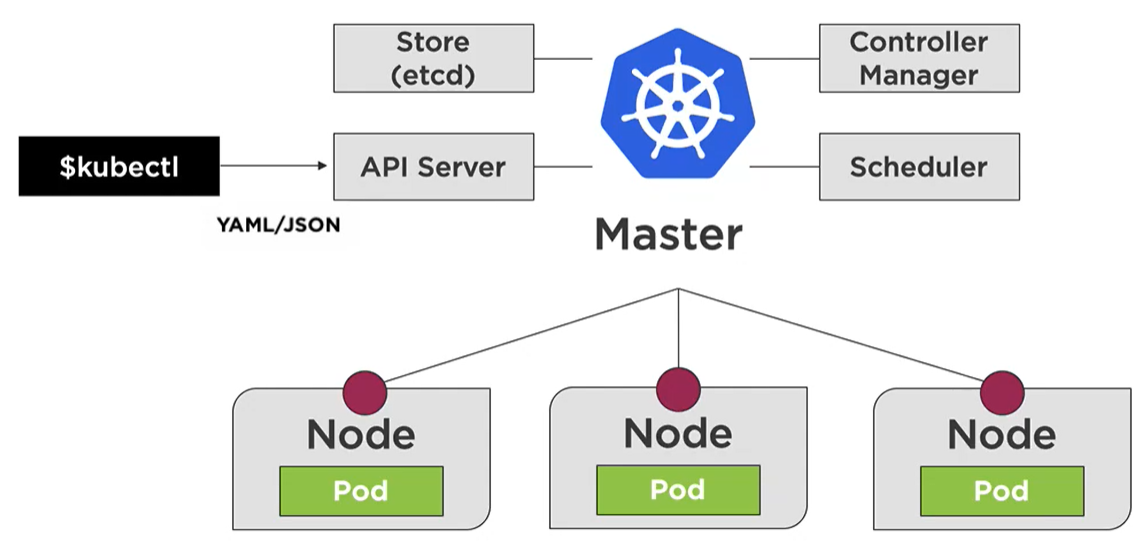 Store
(etcd)
Controller
Manager
$kubectl
API Server
Scheduler
YAML/JSON
Master
Node
Node
Node
Pod
Pod
Pod